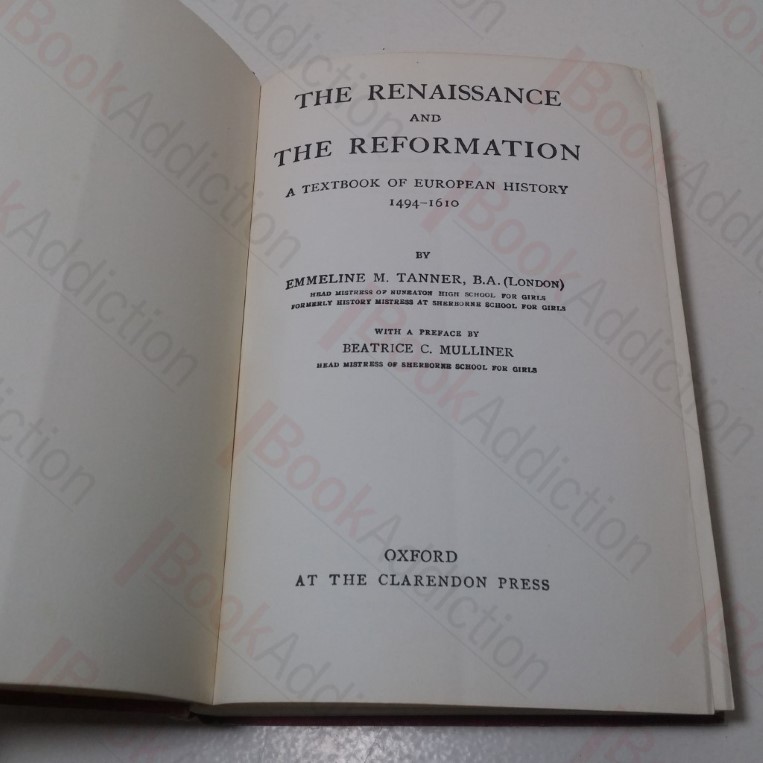 THE RENAISSANCE
AND
THE REFORMATION
A TEXTBOOK OF EUROPEAN HISTORY
1494–1610
BY
EMMELINE M. TANNER, B.A. (LONDON)
HEAD MISTRESS OF NUNEATON HIGH SCHOOL FOR GIRLS
FORMERLY HISTORY MISTRESS AT SHERBORNE SCHOOL FOR GIRLS
WITH A PREFACE BY
BEATRICE C. MULLINER
HEAD MISTRESS OF SHERBORNE SCHOOL FOR GIRLS
OXFORD
AT THE CLARENDON PRESS
BookAddiction